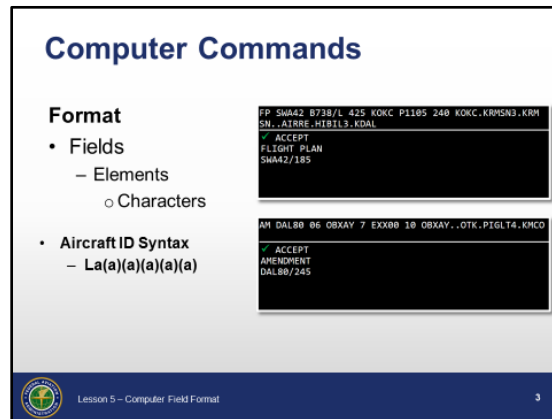 Computer Commands
Format
• Fields
– Elements
o Characters
• Aircraft ID Syntax
– La(a)(a)(a)(a)(a)
FP SWA42 B738/L 425 KOKC P1105 240 KOKC.KRMSN3.KRM
SN..AIRRE.HIBIL3.KDAL
✓ ACCEPT
FLIGHT PLAN
SWA42/185
AM DAL80 06 OBXAY 7 EXX00 10 OBXAY..OTK.PIGLT4.KMCO
✓ ACCEPT
AMENDMENT
DAL80/245
Lesson 5 – Computer Field Format
3